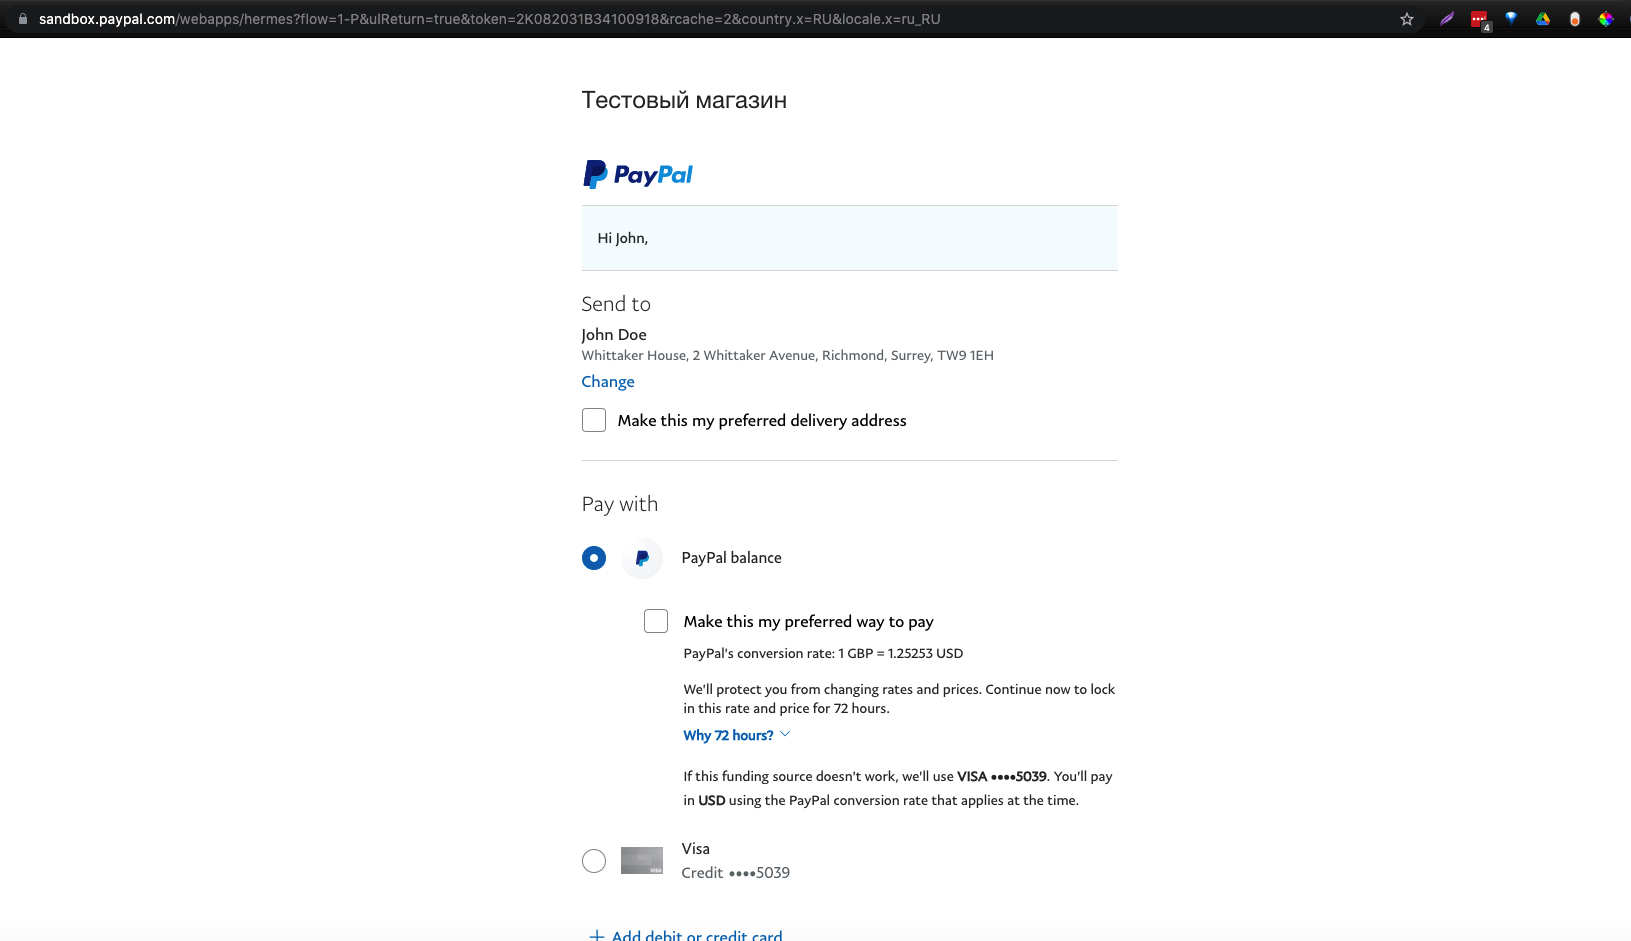 sandbox.paypal.com/webapps/hermes?flow=1-P&ulReturn=true&token=2K082031B34100918&rcache=2&country.x=RU&locale.x=ru_RU
4
Тестовый магазин
PayPal
Hi John,
Send to
John Doe
Whittaker House, 2 Whittaker Avenue, Richmond, Surrey, TW9 1EH
Change
Make this my preferred delivery address
Pay with
PayPal balance
Make this my preferred way to pay
PayPal's conversion rate: 1 GBP = 1.25253 USD
We'll protect you from changing rates and prices. Continue now to lock
in this rate and price for 72 hours.
Why 72 hours?
If this funding source doesn't work, we'll use VISA ••••5039. You'll pay
in USD using the PayPal conversion rate that applies at the time.
Visa
VISA
Credit ••••5039
+ Add debit or credit card